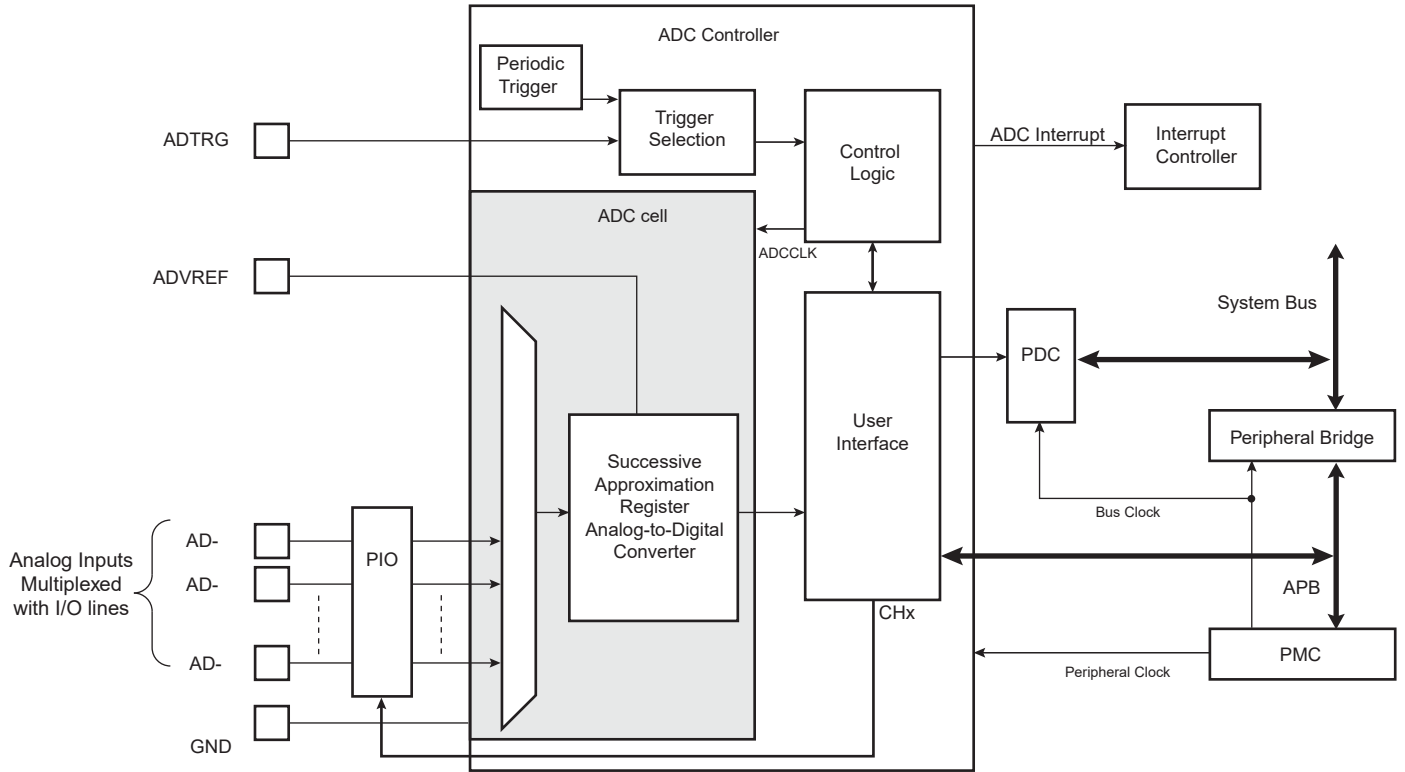 ADC Controller
Periodic
Trigger
Trigger
Selection
ADTRG
Control
Logic
ADC Interrupt
Interrupt
Controller
ADC cell
ADCCLK
ADVREF
System Bus
PDC
User
Interface
Peripheral Bridge
Successive
Approximation
Register
Analog-to-Digital
Converter
Bus Clock
Analog Inputs
Multiplexed
with I/O lines
AD-
AD-
AD-
PIO
APB
CHx
PMC
Peripheral Clock
GND